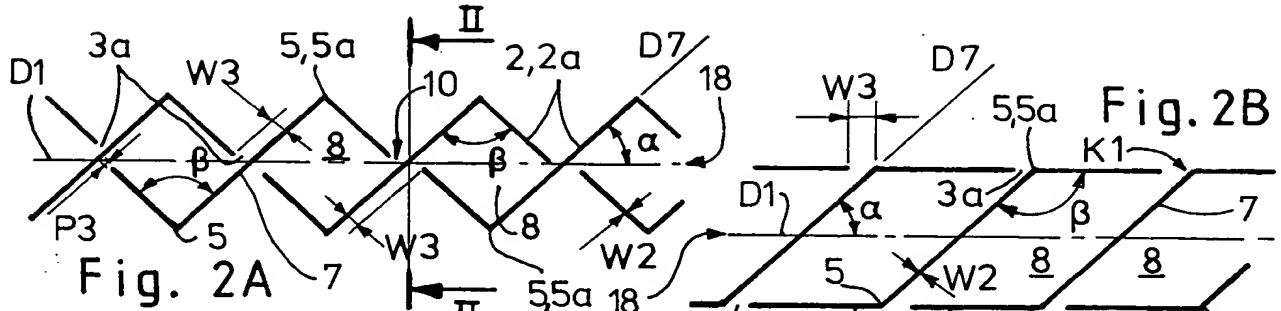 II
3a
W3
5,5a
10
2,2a
D7
18
D1
β
8
β
α
P3
5
7
W3
8
5,5a
W2
18
II
Fig. 2A
D7
W3
5,5a
K1
Fig. 2B
3a
D1
α
β
7
5
W2
8
8